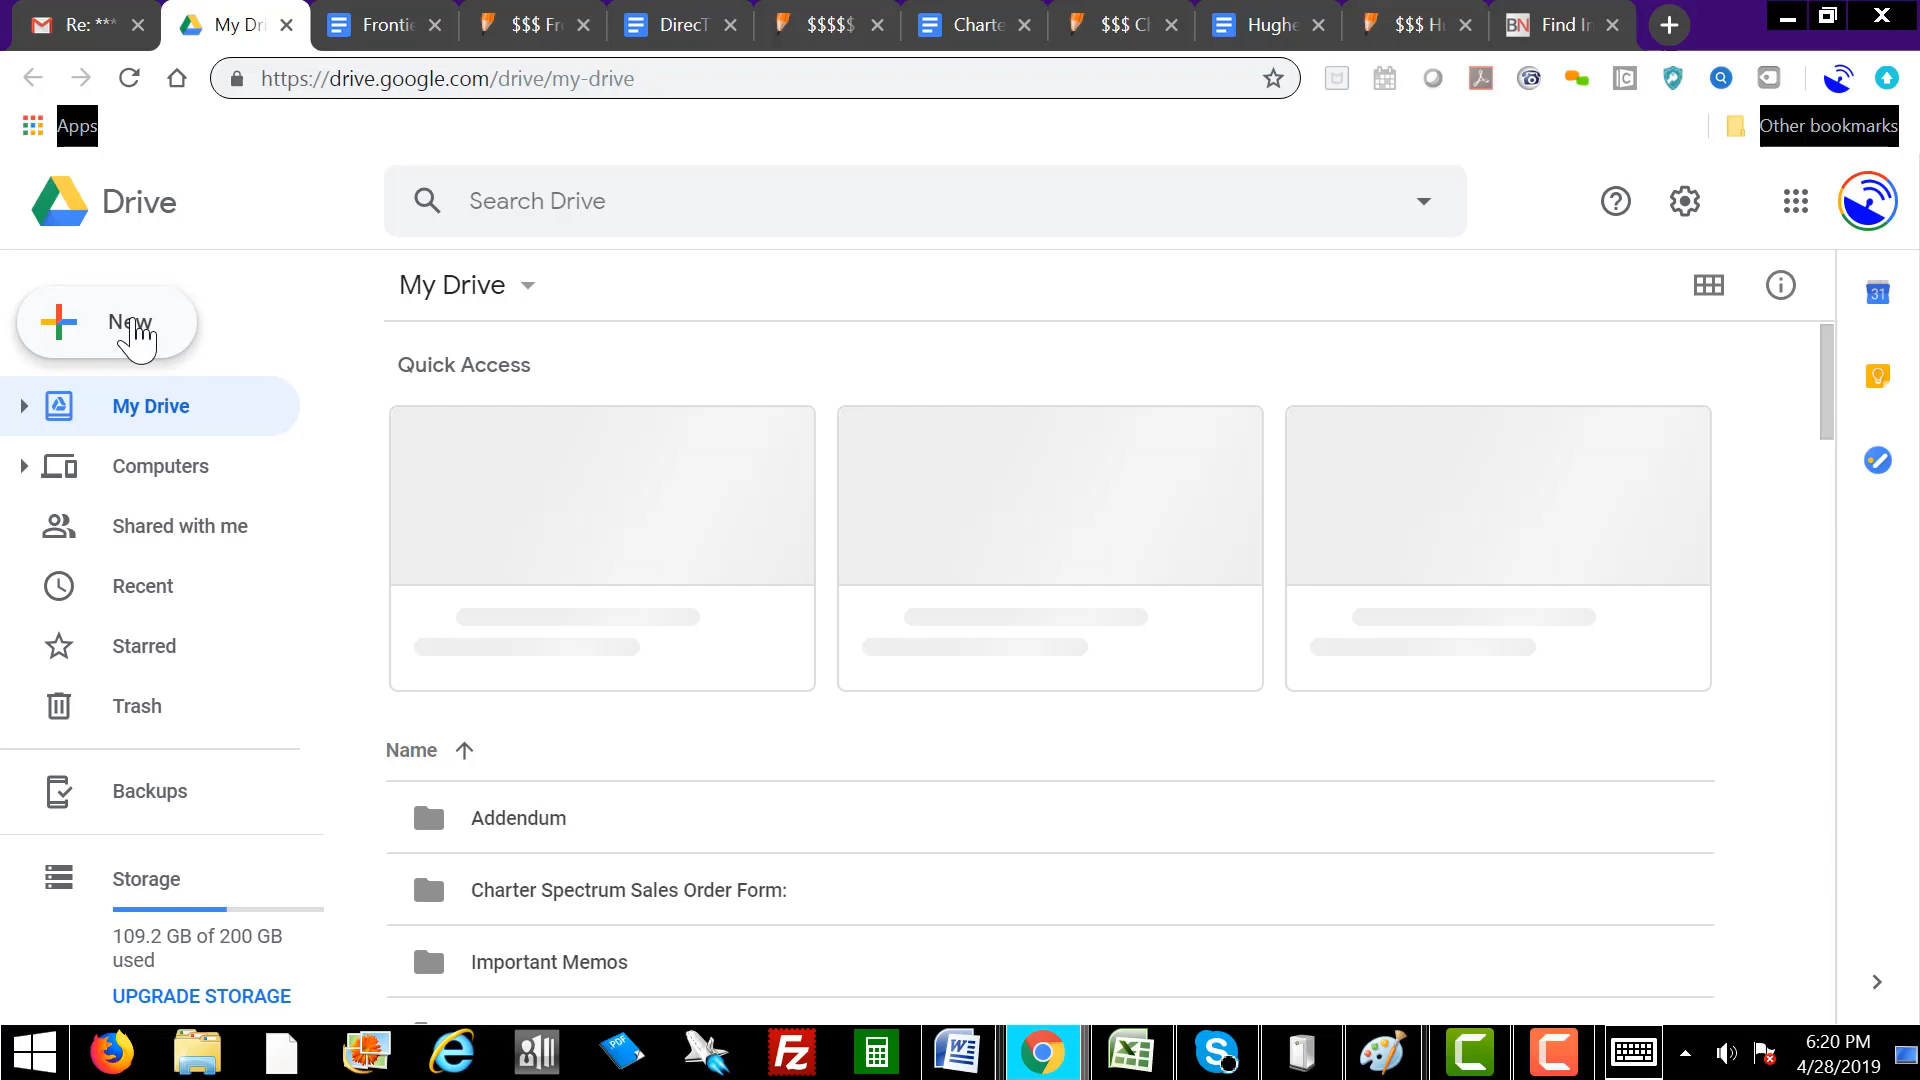 Re: ***
My Dri
Frontie
$$$ Fr
DirecT
$$$$$
Charte
$$$ Cl
Hughe
$$$ Hu
BN Find In
https://drive.google.com/drive/my-drive
Apps
Other bookmarks
Drive
Search Drive
New
My Drive
31
Quick Access
My Drive
Computers
Shared with me
Recent
Starred
Trash
Name
Backups
Addendum
Storage
Charter Spectrum Sales Order Form:
109.2 GB of 200 GB
used
Important Memos
UPGRADE STORAGE
PDF
6:20 PM
4/28/2019